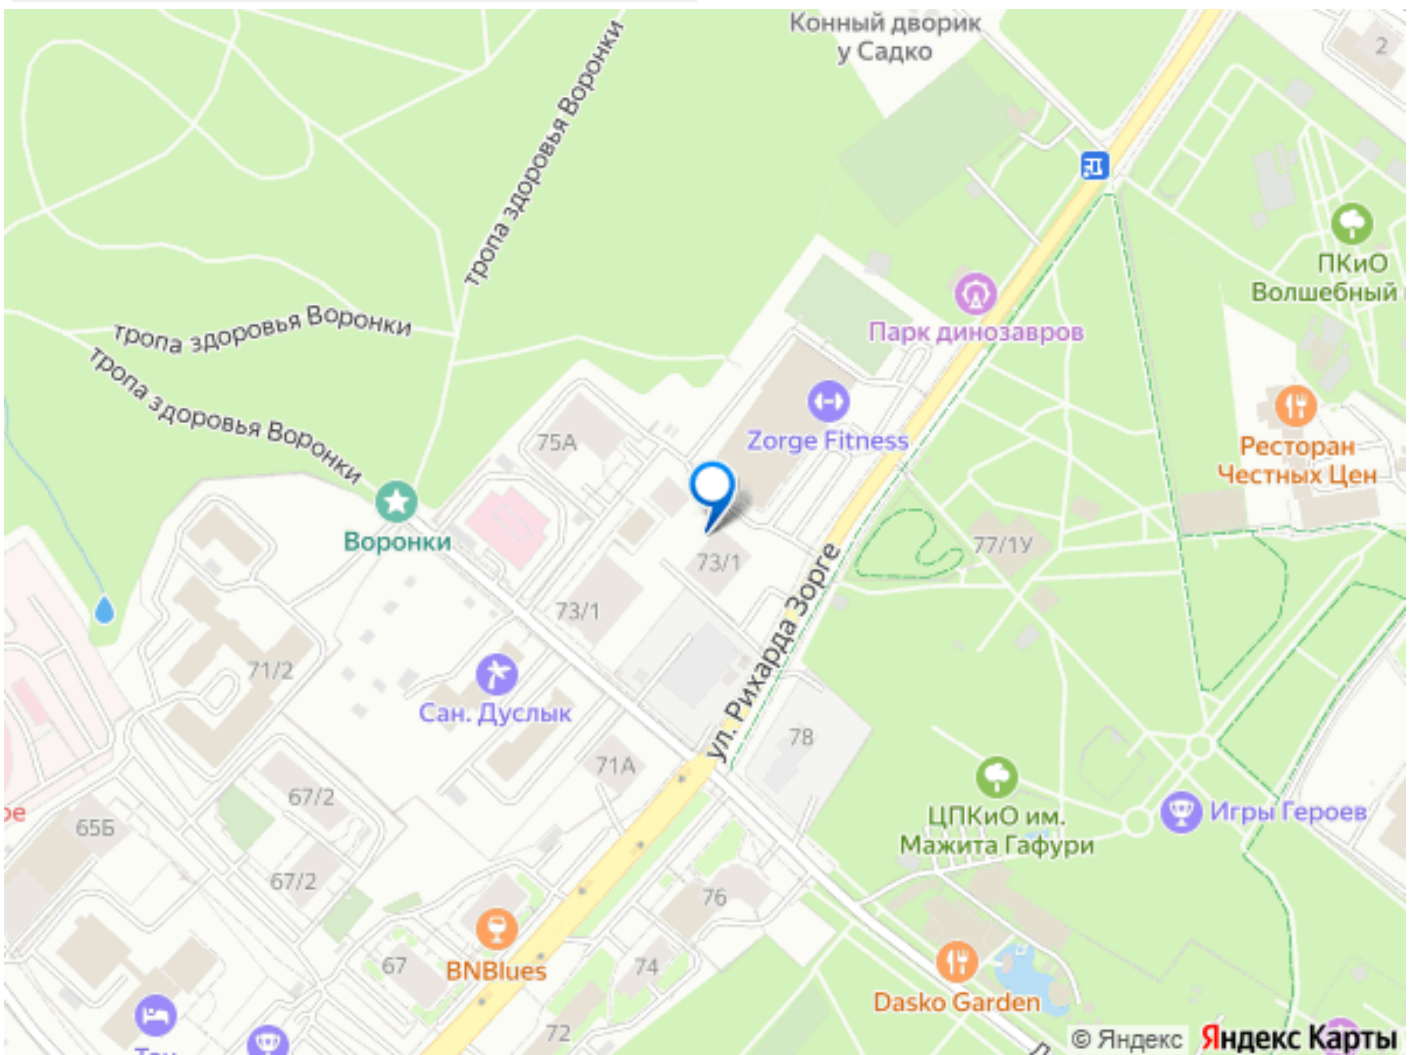 Конный дворик
у Садко
2
тропа здоровья Воронки
ПКиО
Волшебный
тропа здоровья Воронки
Парк динозавров
тропа здоровья Воронки
75А
Zorge Fitness
Ресторан
Честных Цен
Воронки
73/1
77/1У
73/1
ул. Рихарда Зорге
71/2
Сан. Дуслык
78
71А
67/2
65Б
ЦПКиО им.
Мажита Гафури
Игры Героев
67/2
76
67
BNBlues
74
Dasko Garden
72
© Яндекс Яндекс Карты